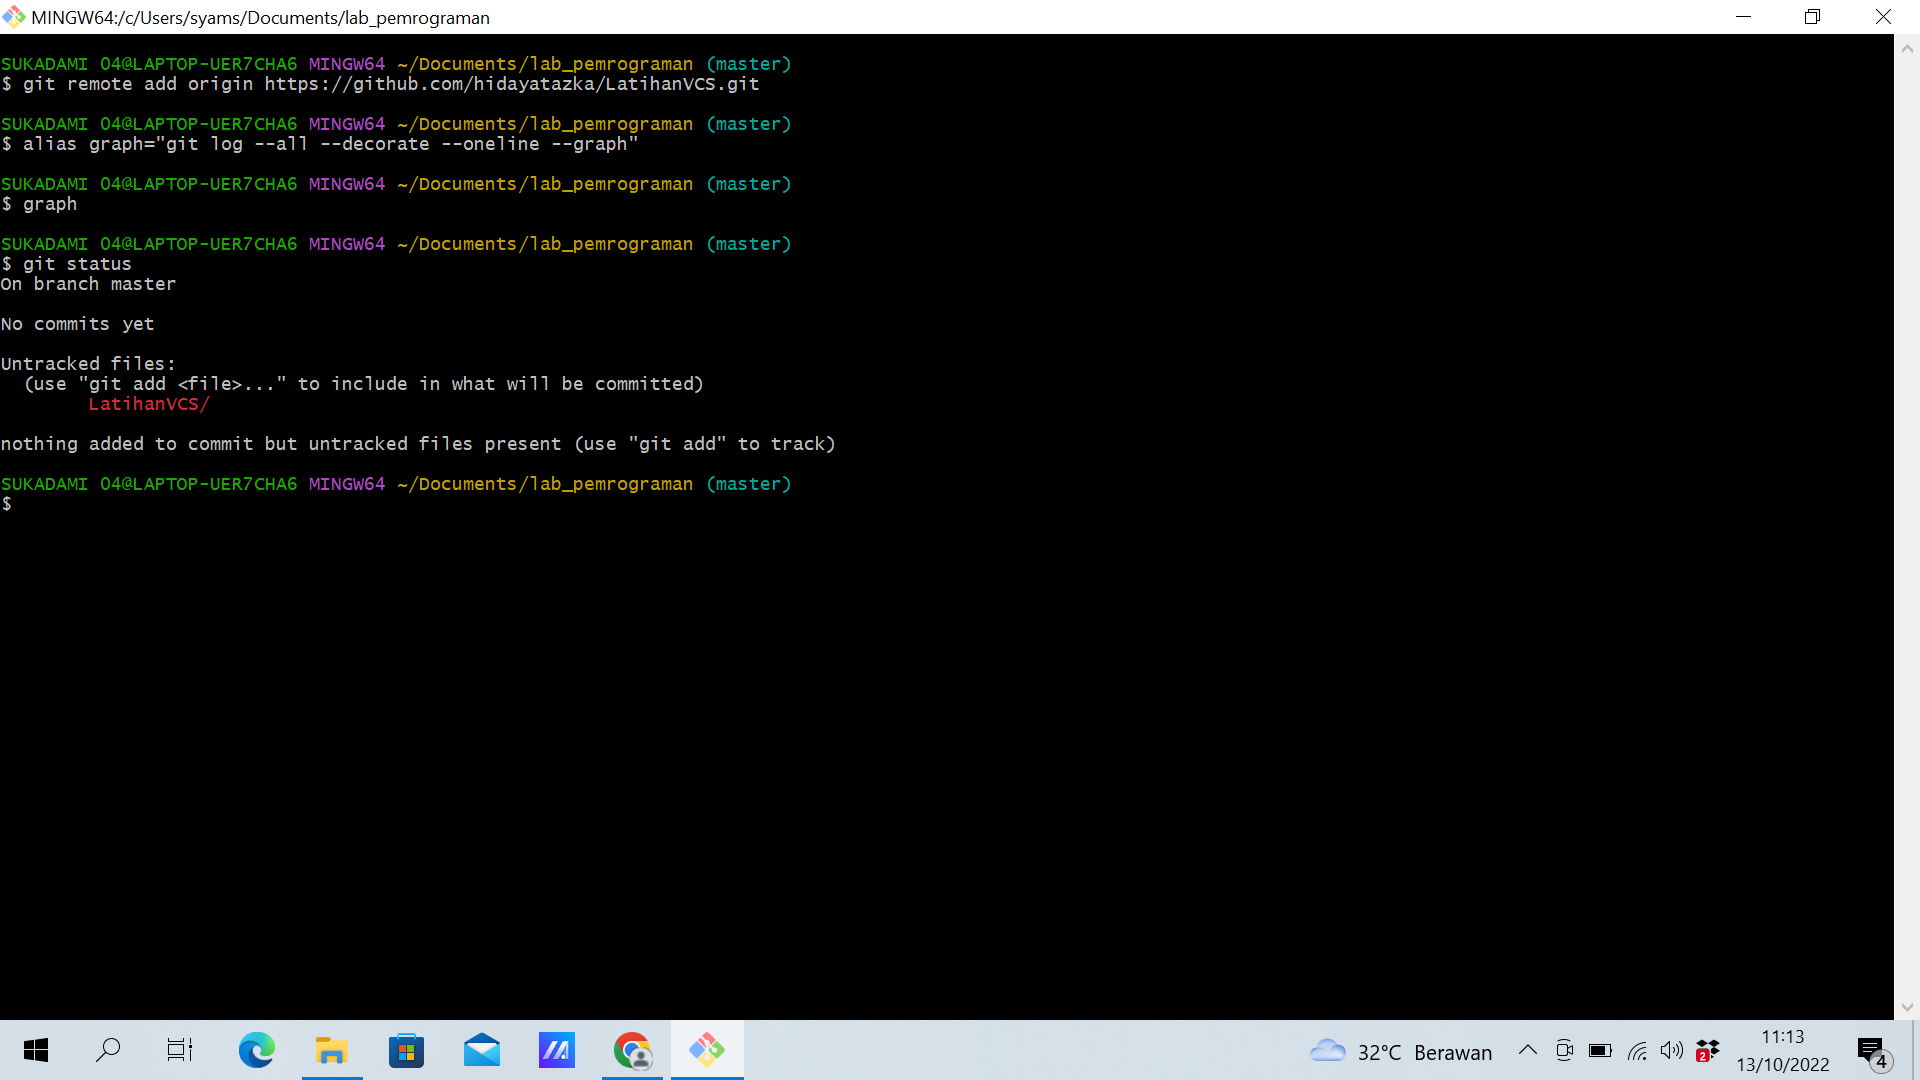 MINGW64:/c/Users/syams/Documents/lab_pemrograman
SUKADAMI 04@LAPTOP-UER7CHA6 MINGW64 ~/Documents/lab_pemrograman (master)
$ git remote add origin https://github.com/hidayatazka/LatihanVCS.git
SUKADAMI 04@LAPTOP-UER7CHA6 MINGW64 ~/Documents/lab_pemrograman (master)
$ alias graph="git log --all --decorate --oneline --graph"
SUKADAMI 04@LAPTOP-UER7CHA6 MINGW64 ~/Documents/lab_pemrograman (master)
$ graph
SUKADAMI 04@LAPTOP-UER7CHA6 MINGW64 ~/Documents/lab_pemrograman (master)
$ git status
On branch master
No commits yet
Untracked files:
(use "git add <file>..." to include in what will be committed)
LatihanVCS/
nothing added to commit but untracked files present (use "git add" to track)
SUKADAMI 04@LAPTOP-UER7CHA6 MINGW64 ~/Documents/lab_pemrograman (master)
$
32°C Berawan
2
11:13
13/10/2022
4